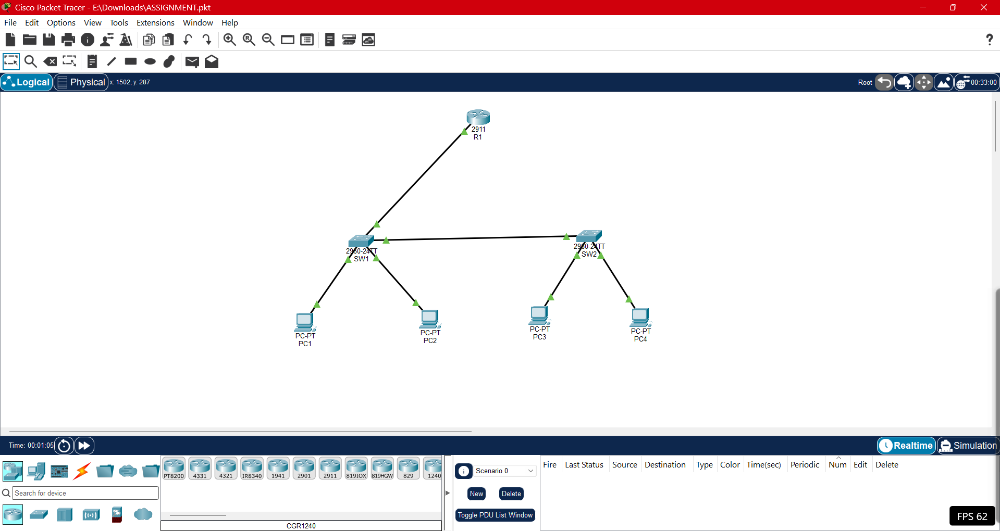 Cisco Packet Tracer - E:\Downloads\ASSIGNMENT.pkt
File Edit Options View Tools Extensions Window Help
Logical Physical x: 1502, y: 287 Root 00:33:00
2911
R1
2960-24TT
SW1
2960-24TT
SW2
PC-PT
PC1
PC-PT
PC2
PC-PT
PC3
PC-PT
PC4
Time: 00:01:05 Realtime Simulation
PT8200 4331 4321 IR8340 1941 2901 2911 819IOX 819HGW 829 1240
Search for device
CGR1240
Scenario 0
New Delete
Toggle PDU List Window
Fire Last Status Source Destination Type Color Time(sec) Periodic Num Edit Delete
FPS 62